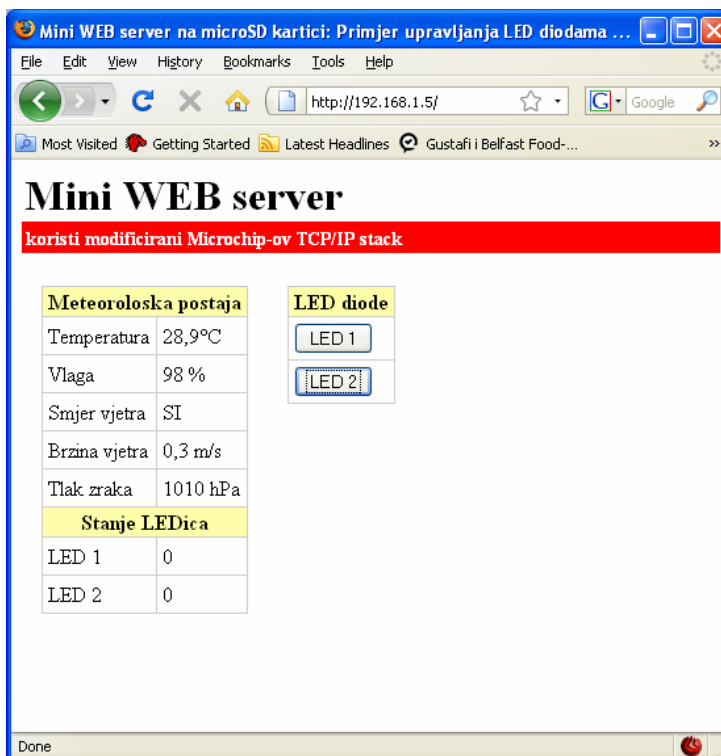 Mini WEB server na microSD kartici: Primjer upravljanja LED diodama ...
File Edit View History Bookmarks Tools Help
http://192.168.1.5/ G Google
Most Visited Getting Started Latest Headlines Gustafi i Belfast Food-... »
Mini WEB server
koristi modificirani Microchip-ov TCP/IP stack
Meteoroloska postaja
Temperatura 28,9°C
Vlaga 98 %
Smjer vjetra SI
Brzina vjetra 0,3 m/s
Tlak zraka 1010 hPa
Stanje LEDica
LED 1 0
LED 2 0
LED diode
LED 1
LED 2
Done